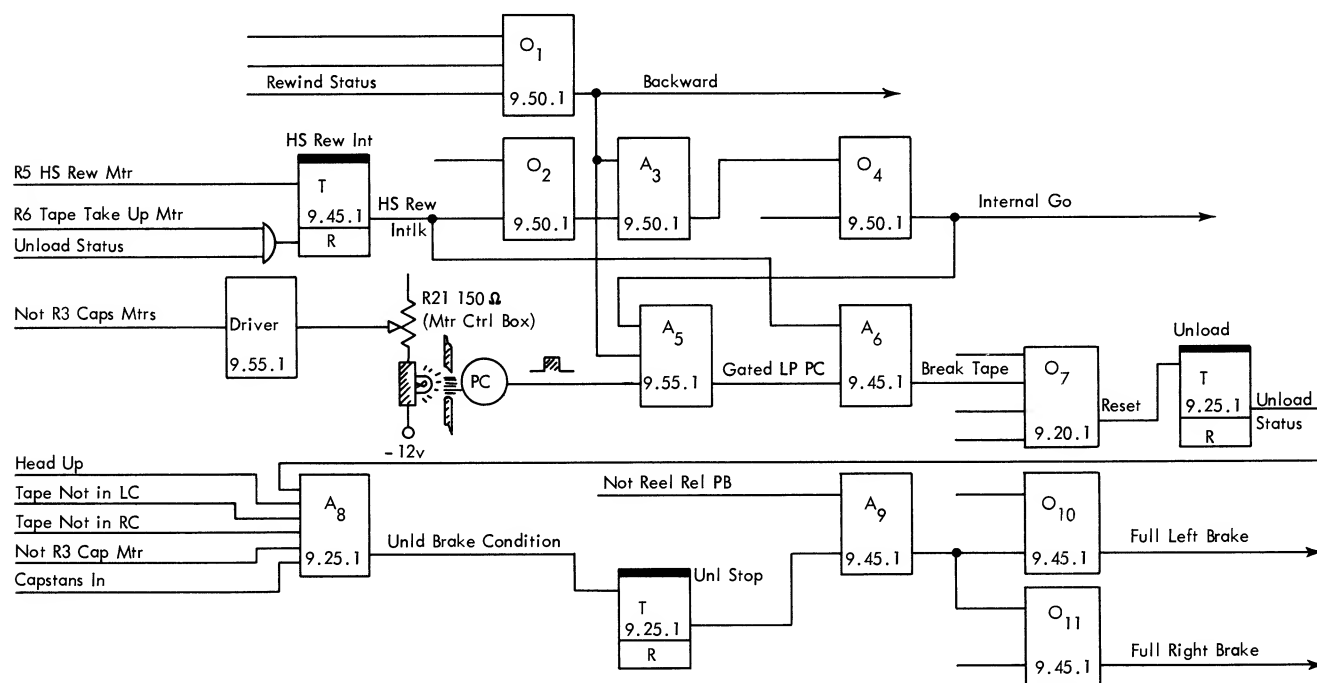 O1
9.50.1
Rewind Status
Backward
HS Rew Int
R5 HS Rew Mtr
T
9.45.1
R
R6 Tape Take Up Mtr
Unload Status
HS Rew
Intlk
O2
9.50.1
A3
9.50.1
O4
9.50.1
Internal Go
Not R3 Caps Mtrs
Driver
9.55.1
R21 150 Ω
(Mtr Ctrl Box)
PC
-12v
A5
9.55.1
Gated LP PC
A6
9.45.1
Break Tape
O7
9.20.1
Reset
Unload
T
9.25.1
R
Unload
Status
Head Up
Tape Not in LC
Tape Not in RC
Not R3 Cap Mtr
Capstans In
A8
9.25.1
Unld Brake Condition
Not Reel Rel PB
Unl Stop
T
9.25.1
R
A9
9.45.1
O10
9.45.1
Full Left Brake
O11
9.45.1
Full Right Brake